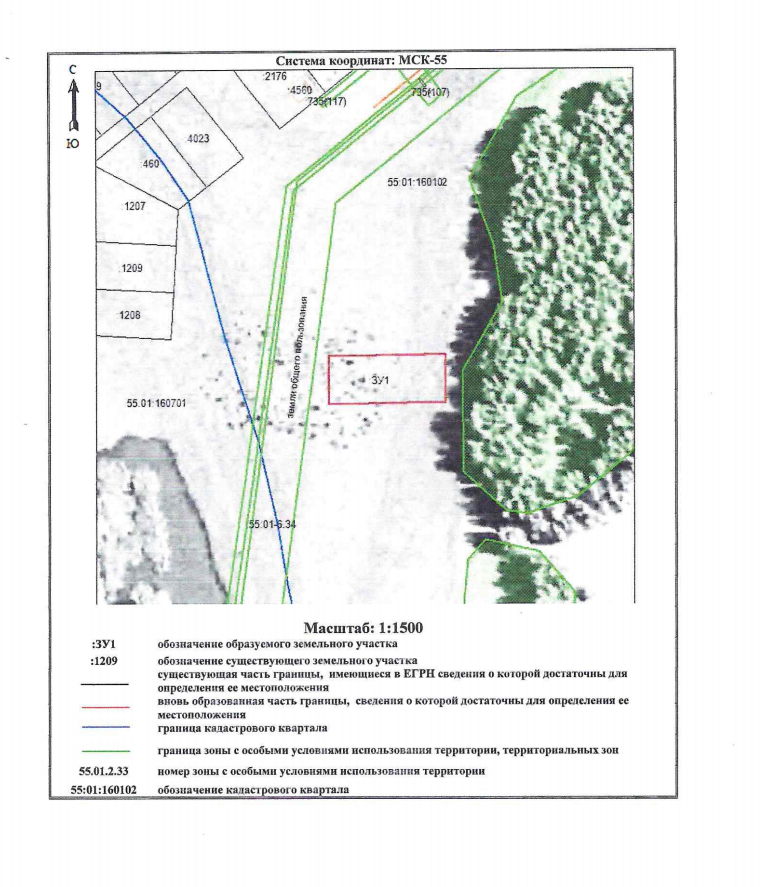 Система координат: МСК-55
С
Ю
9
2176
:4560
735(117)
735(107)
4023
460
55:01:160102
1207
1209
1208
земли общего пользования
ЗУ1
55:01:160701
55:01-6.34
Масштаб: 1:1500
:ЗУ1 обозначение образуемого земельного участка
:1209 обозначение существующего земельного участка
существующая часть границы, имеющиеся в ЕГРН сведения о которой достаточны для
определения ее местоположения
вновь образованная часть границы, сведения о которой достаточны для определения ее
местоположения
граница кадастрового квартала
граница зоны с особыми условиями использования территории, территориальных зон
55.01.2.33 номер зоны с особыми условиями использования территории
55:01:160102 обозначение кадастрового квартала